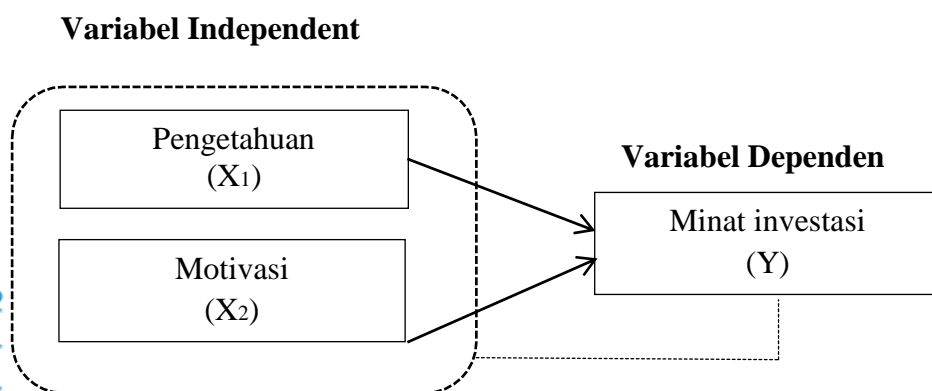 Variabel Independent
Pengetahuan
(X1)
Variabel Dependen
Minat investasi
(Y)
Motivasi
(X2)